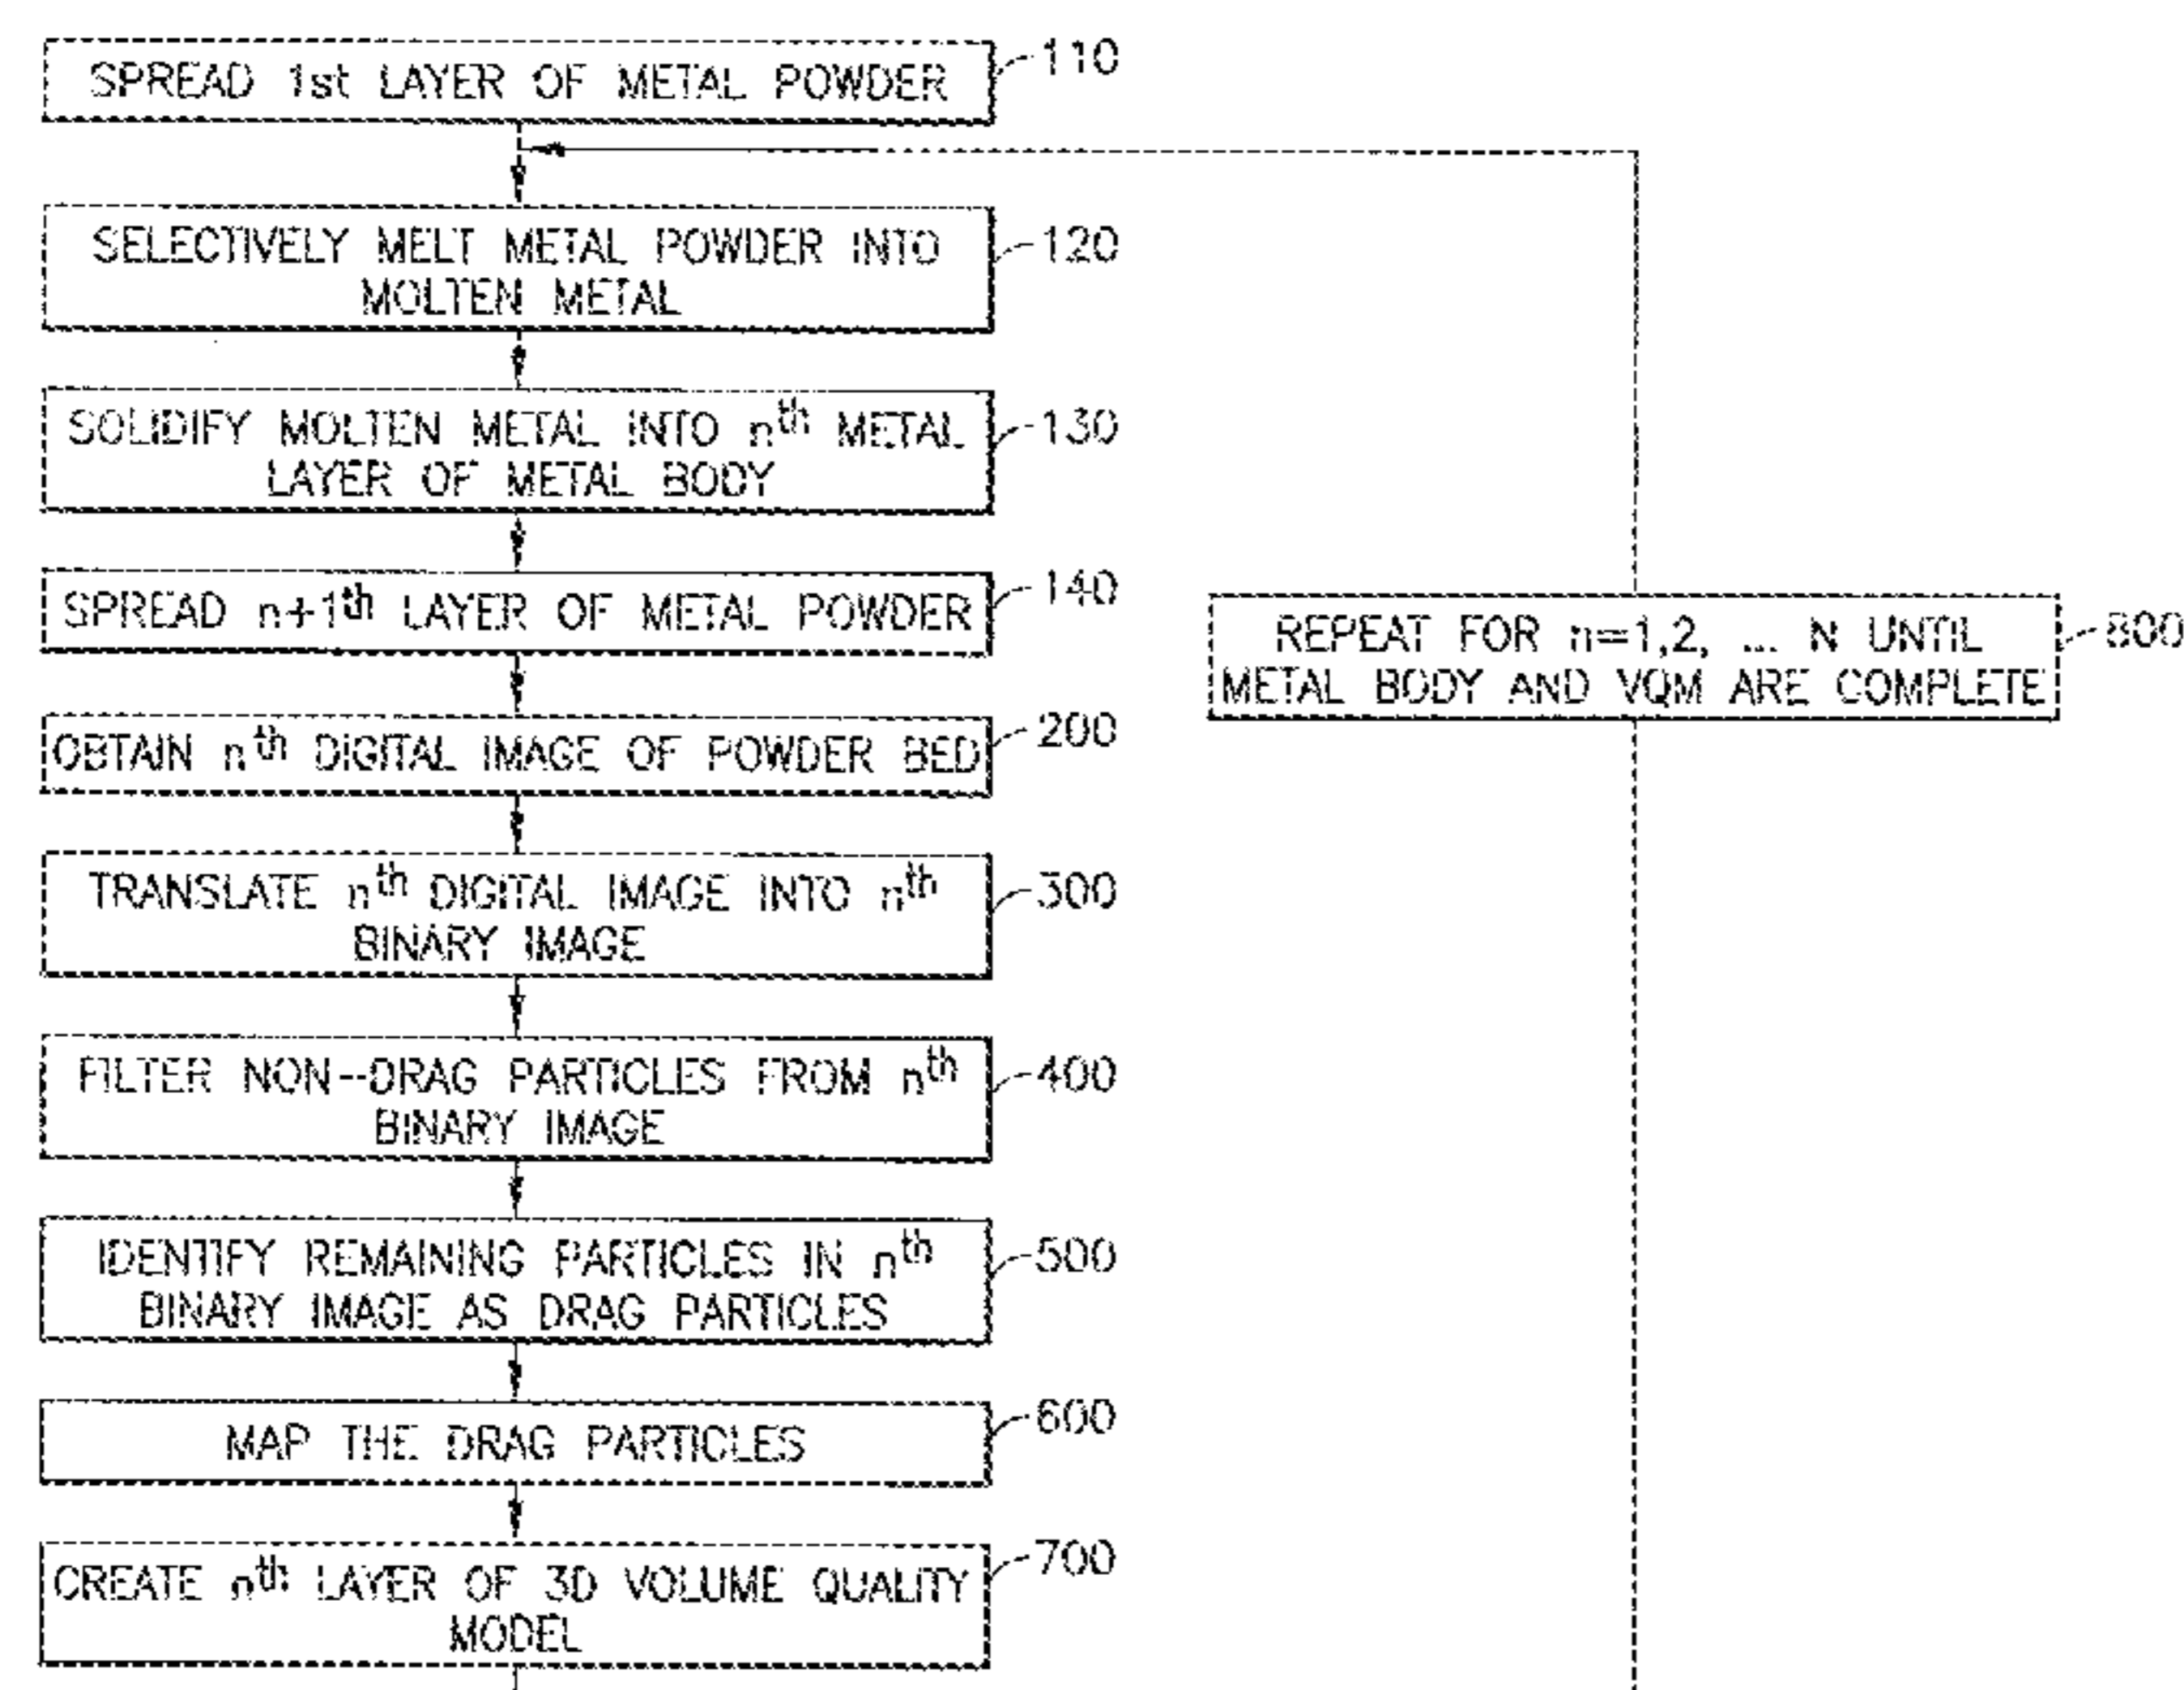 SPREAD 1st LAYER OF METAL POWDER
110
SELECTIVELY MELT METAL POWDER INTO
MOLTEN METAL
120
SOLIDIFY MOLTEN METAL INTO nth METAL
LAYER OF METAL BODY
130
SPREAD n+1th LAYER OF METAL POWDER
140
REPEAT FOR n=1,2, ... N UNTIL
METAL BODY AND VQM ARE COMPLETE
800
OBTAIN nth DIGITAL IMAGE OF POWDER BED
200
TRANSLATE nth DIGITAL IMAGE INTO nth
BINARY IMAGE
300
FILTER NON--DRAG PARTICLES FROM nth
BINARY IMAGE
400
IDENTIFY REMAINING PARTICLES IN nth
BINARY IMAGE AS DRAG PARTICLES
500
MAP THE DRAG PARTICLES
600
CREATE nth LAYER OF 3D VOLUME QUALITY
MODEL
700